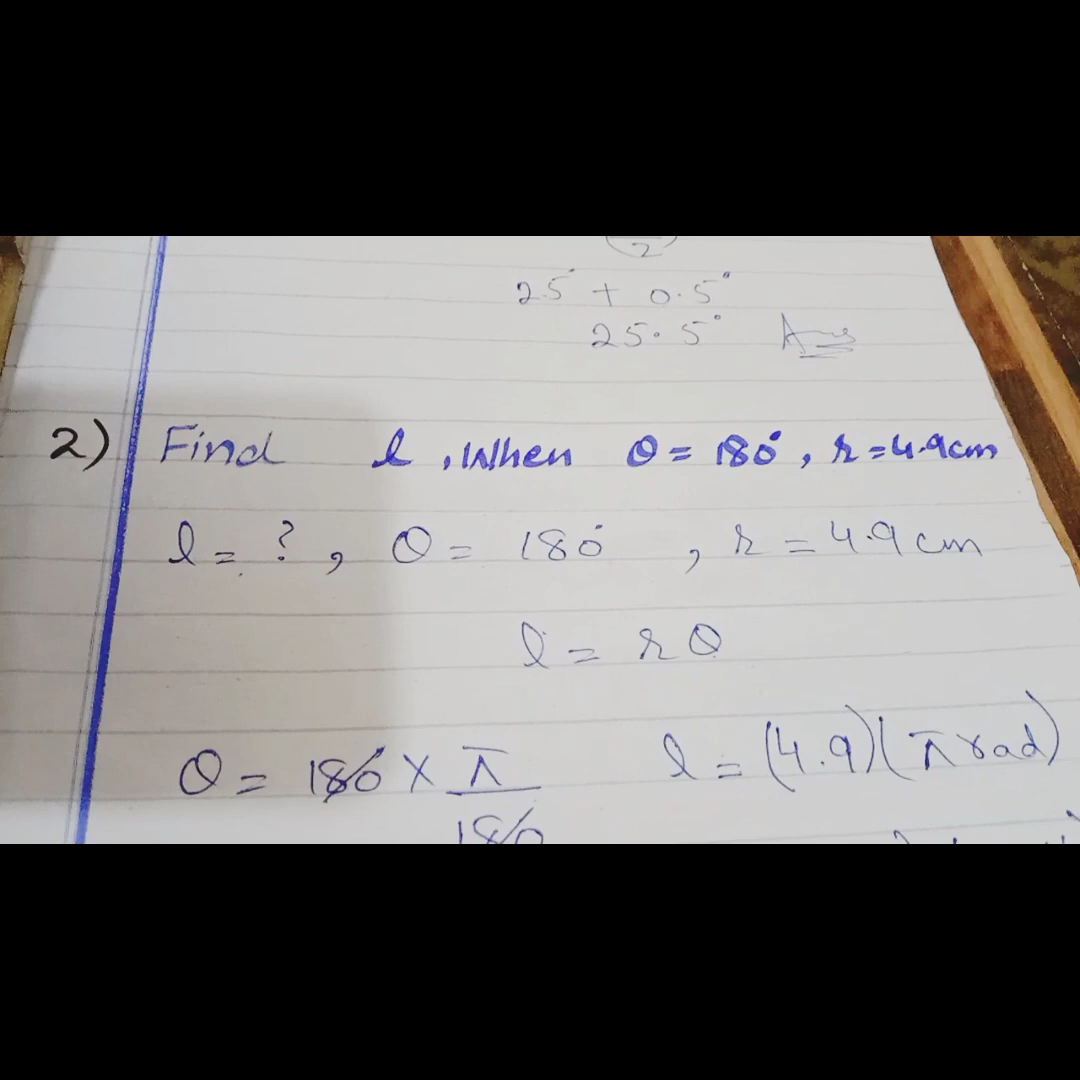 2
25° + 0.5°
25.5° Ans
2) Find l, When θ = 180°, r = 4.9cm
l = ?, θ = 180°, r = 4.9 cm
l = rθ
θ = 180 × π l = (4.9)(π rad)
180